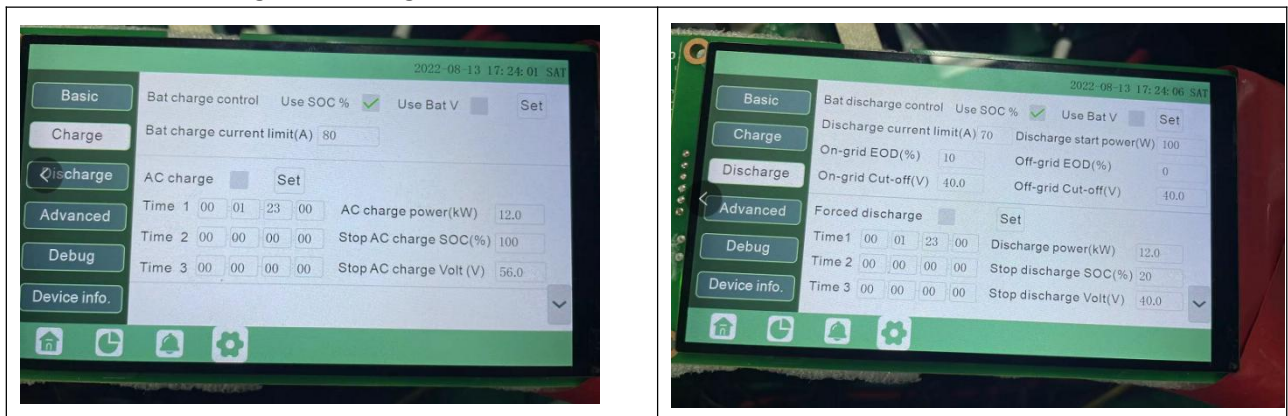 2022-08-13 17:24:01 SAT
Basic
Charge
Discharge
Advanced
Debug
Device info.
Bat charge control Use SOC % Use Bat V Set
Bat charge current limit(A) 80
AC charge Set
Time 1 00 01 23 00 AC charge power(kW) 12.0
Time 2 00 00 00 00 Stop AC charge SOC(%) 100
Time 3 00 00 00 00 Stop AC charge Volt (V) 56.0
2022-08-13 17:24:06 SAT
Basic
Charge
Discharge
Advanced
Debug
Device info.
Bat discharge control Use SOC % Use Bat V Set
Discharge current limit(A) 70 Discharge start power(W) 100
On-grid EOD(%) 10 Off-grid EOD(%) 0
On-grid Cut-off(V) 40.0 Off-grid Cut-off(V) 40.0
Forced discharge Set
Time1 00 01 23 00 Discharge power(kW) 12.0
Time 2 00 00 00 00 Stop discharge SOC(%) 20
Time 3 00 00 00 00 Stop discharge Volt(V) 40.0